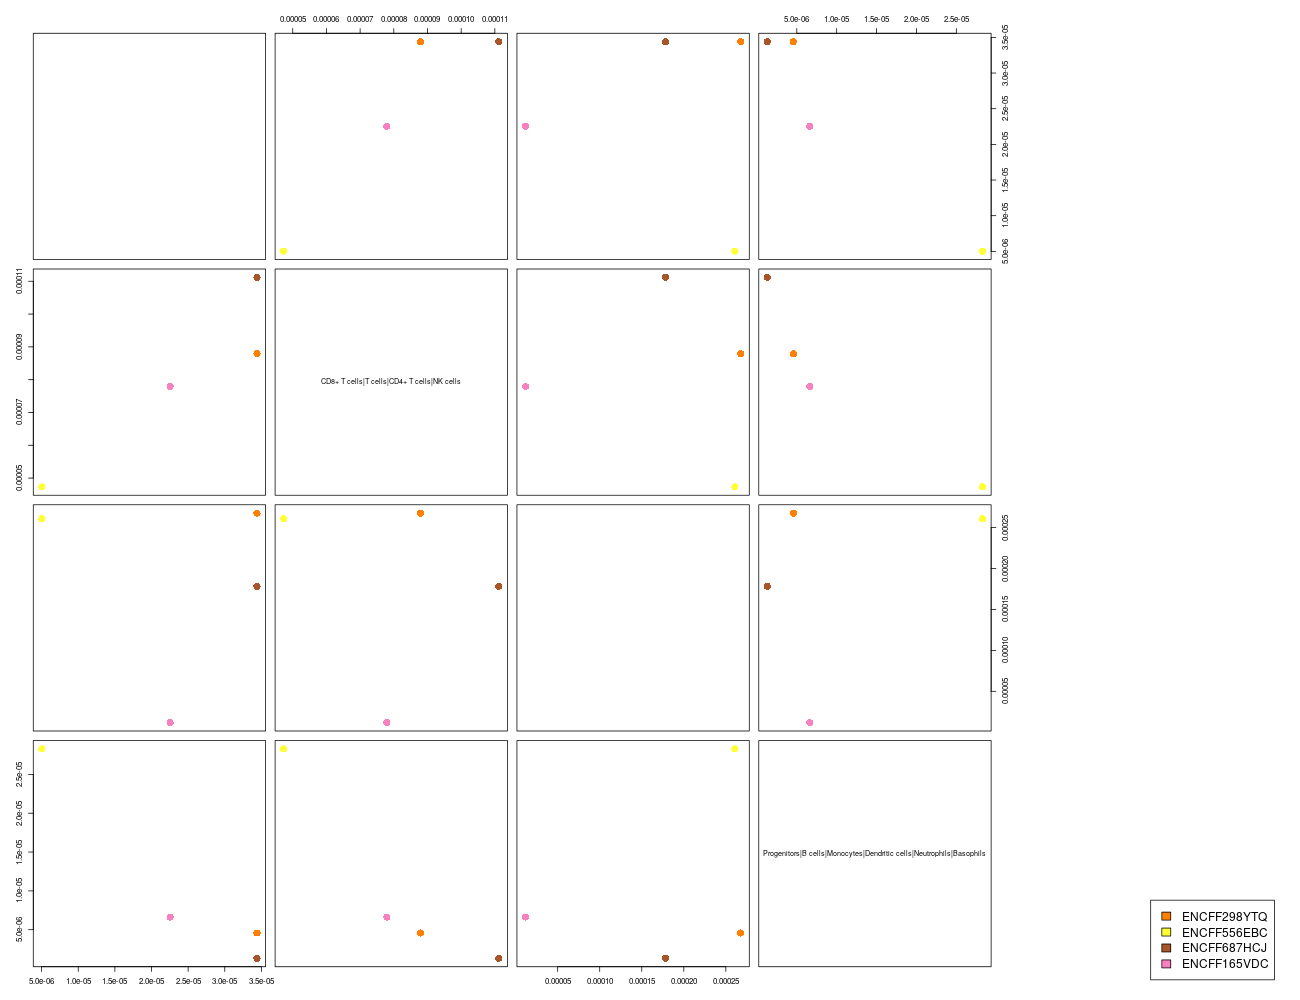 0.00005 0.00006 0.00007 0.00008 0.00009 0.00010 0.00011
5.0e-06 1.0e-05 1.5e-05 2.0e-05 2.5e-05
5.0e-06 1.0e-05 1.5e-05 2.0e-05 2.5e-05 3.0e-05 3.5e-05
0.00005 0.00007 0.00009 0.00011
CD8+ T cells|T cells|CD4+ T cells|NK cells
0.00005 0.00010 0.00015 0.00020 0.00025
5.0e-06 1.0e-05 1.5e-05 2.0e-05 2.5e-05
Progenitors|B cells|Monocytes|Dendritic cells|Neutrophils|Basophils
5.0e-06 1.0e-05 1.5e-05 2.0e-05 2.5e-05 3.0e-05 3.5e-05
0.00005 0.00010 0.00015 0.00020 0.00025
ENCFF298YTQ
ENCFF556EBC
ENCFF687HCJ
ENCFF165VDC